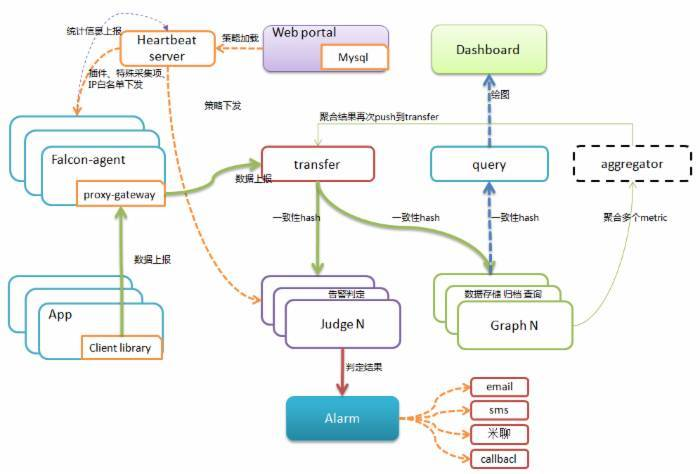 统计信息上报
Heartbeat
server
策略加载
Web portal
Mysql
Dashboard
插件、特殊采集项、
IP白名单下发
策略下发
绘图
聚合结果再次push到transfer
Falcon-agent
proxy-gateway
数据上报
transfer
query
aggregator
一致性hash
一致性hash
一致性hash
聚合多个metric
数据上报
App
Client library
告警判定
Judge N
数据存储 归档 查询
Graph N
判定结果
Alarm
email
sms
米聊
callbacl